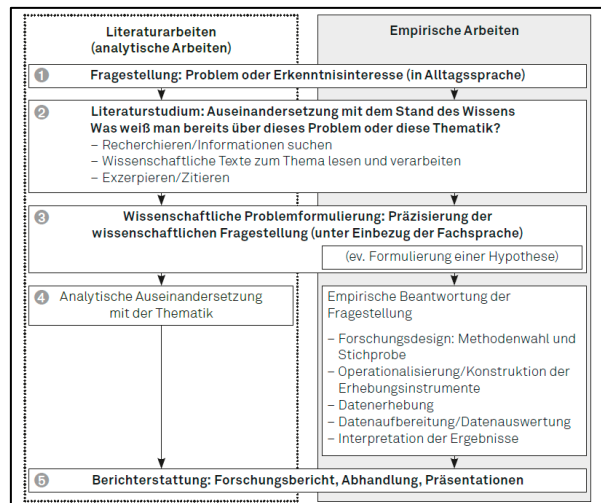 Literaturarbeiten
(analytische Arbeiten)
Empirische Arbeiten
1 Fragestellung: Problem oder Erkenntnisinteresse (in Alltagssprache)
2 Literaturstudium: Auseinandersetzung mit dem Stand des Wissens
Was weiß man bereits über dieses Problem oder diese Thematik?
– Recherchieren/Informationen suchen
– Wissenschaftliche Texte zum Thema lesen und verarbeiten
– Exzerpieren/Zitieren
3 Wissenschaftliche Problemformulierung: Präzisierung der
wissenschaftlichen Fragestellung (unter Einbezug der Fachsprache)
(ev. Formulierung einer Hypothese)
4 Analytische Auseinandersetzung
mit der Thematik
Empirische Beantwortung der
Fragestellung
– Forschungsdesign: Methodenwahl und
Stichprobe
– Operationalisierung/Konstruktion der
Erhebungsinstrumente
– Datenerhebung
– Datenaufbereitung/Datenauswertung
– Interpretation der Ergebnisse
5 Berichterstattung: Forschungsbericht, Abhandlung, Präsentationen